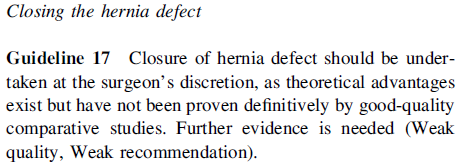 Closing the hernia defect
Guideline 17 Closure of hernia defect should be under-
taken at the surgeon's discretion, as theoretical advantages
exist but have not been proven definitively by good-quality
comparative studies. Further evidence is needed (Weak
quality, Weak recommendation).